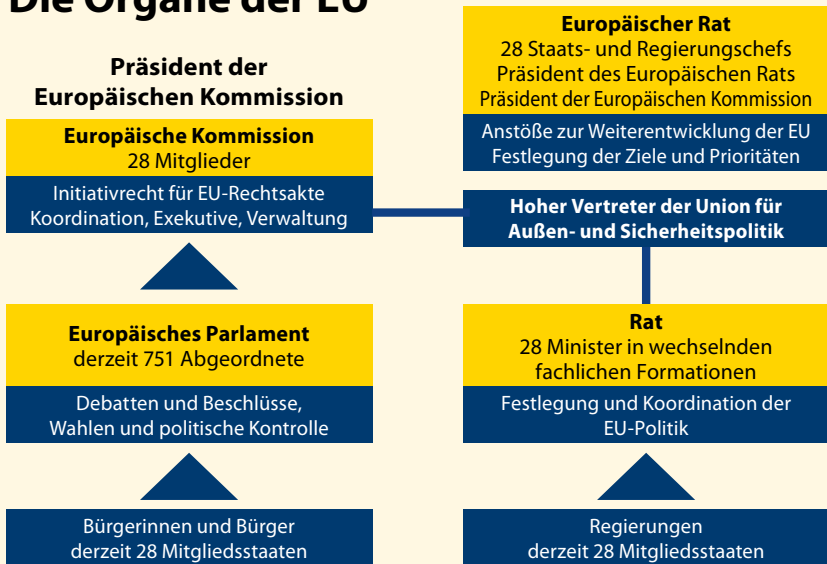 Die Organe der EU
Präsident der
Europäischen Kommission
Europäische Kommission
28 Mitglieder
Initiativrecht für EU-Rechtsakte
Koordination, Exekutive, Verwaltung
Europäisches Parlament
derzeit 751 Abgeordnete
Debatten und Beschlüsse,
Wahlen und politische Kontrolle
Bürgerinnen und Bürger
derzeit 28 Mitgliedsstaaten
Europäischer Rat
28 Staats- und Regierungschefs
Präsident des Europäischen Rats
Präsident der Europäischen Kommission
Anstöße zur Weiterentwicklung der EU
Festlegung der Ziele und Prioritäten
Hoher Vertreter der Union für
Außen- und Sicherheitspolitik
Rat
28 Minister in wechselnden
fachlichen Formationen
Festlegung und Koordination der
EU-Politik
Regierungen
derzeit 28 Mitgliedsstaaten